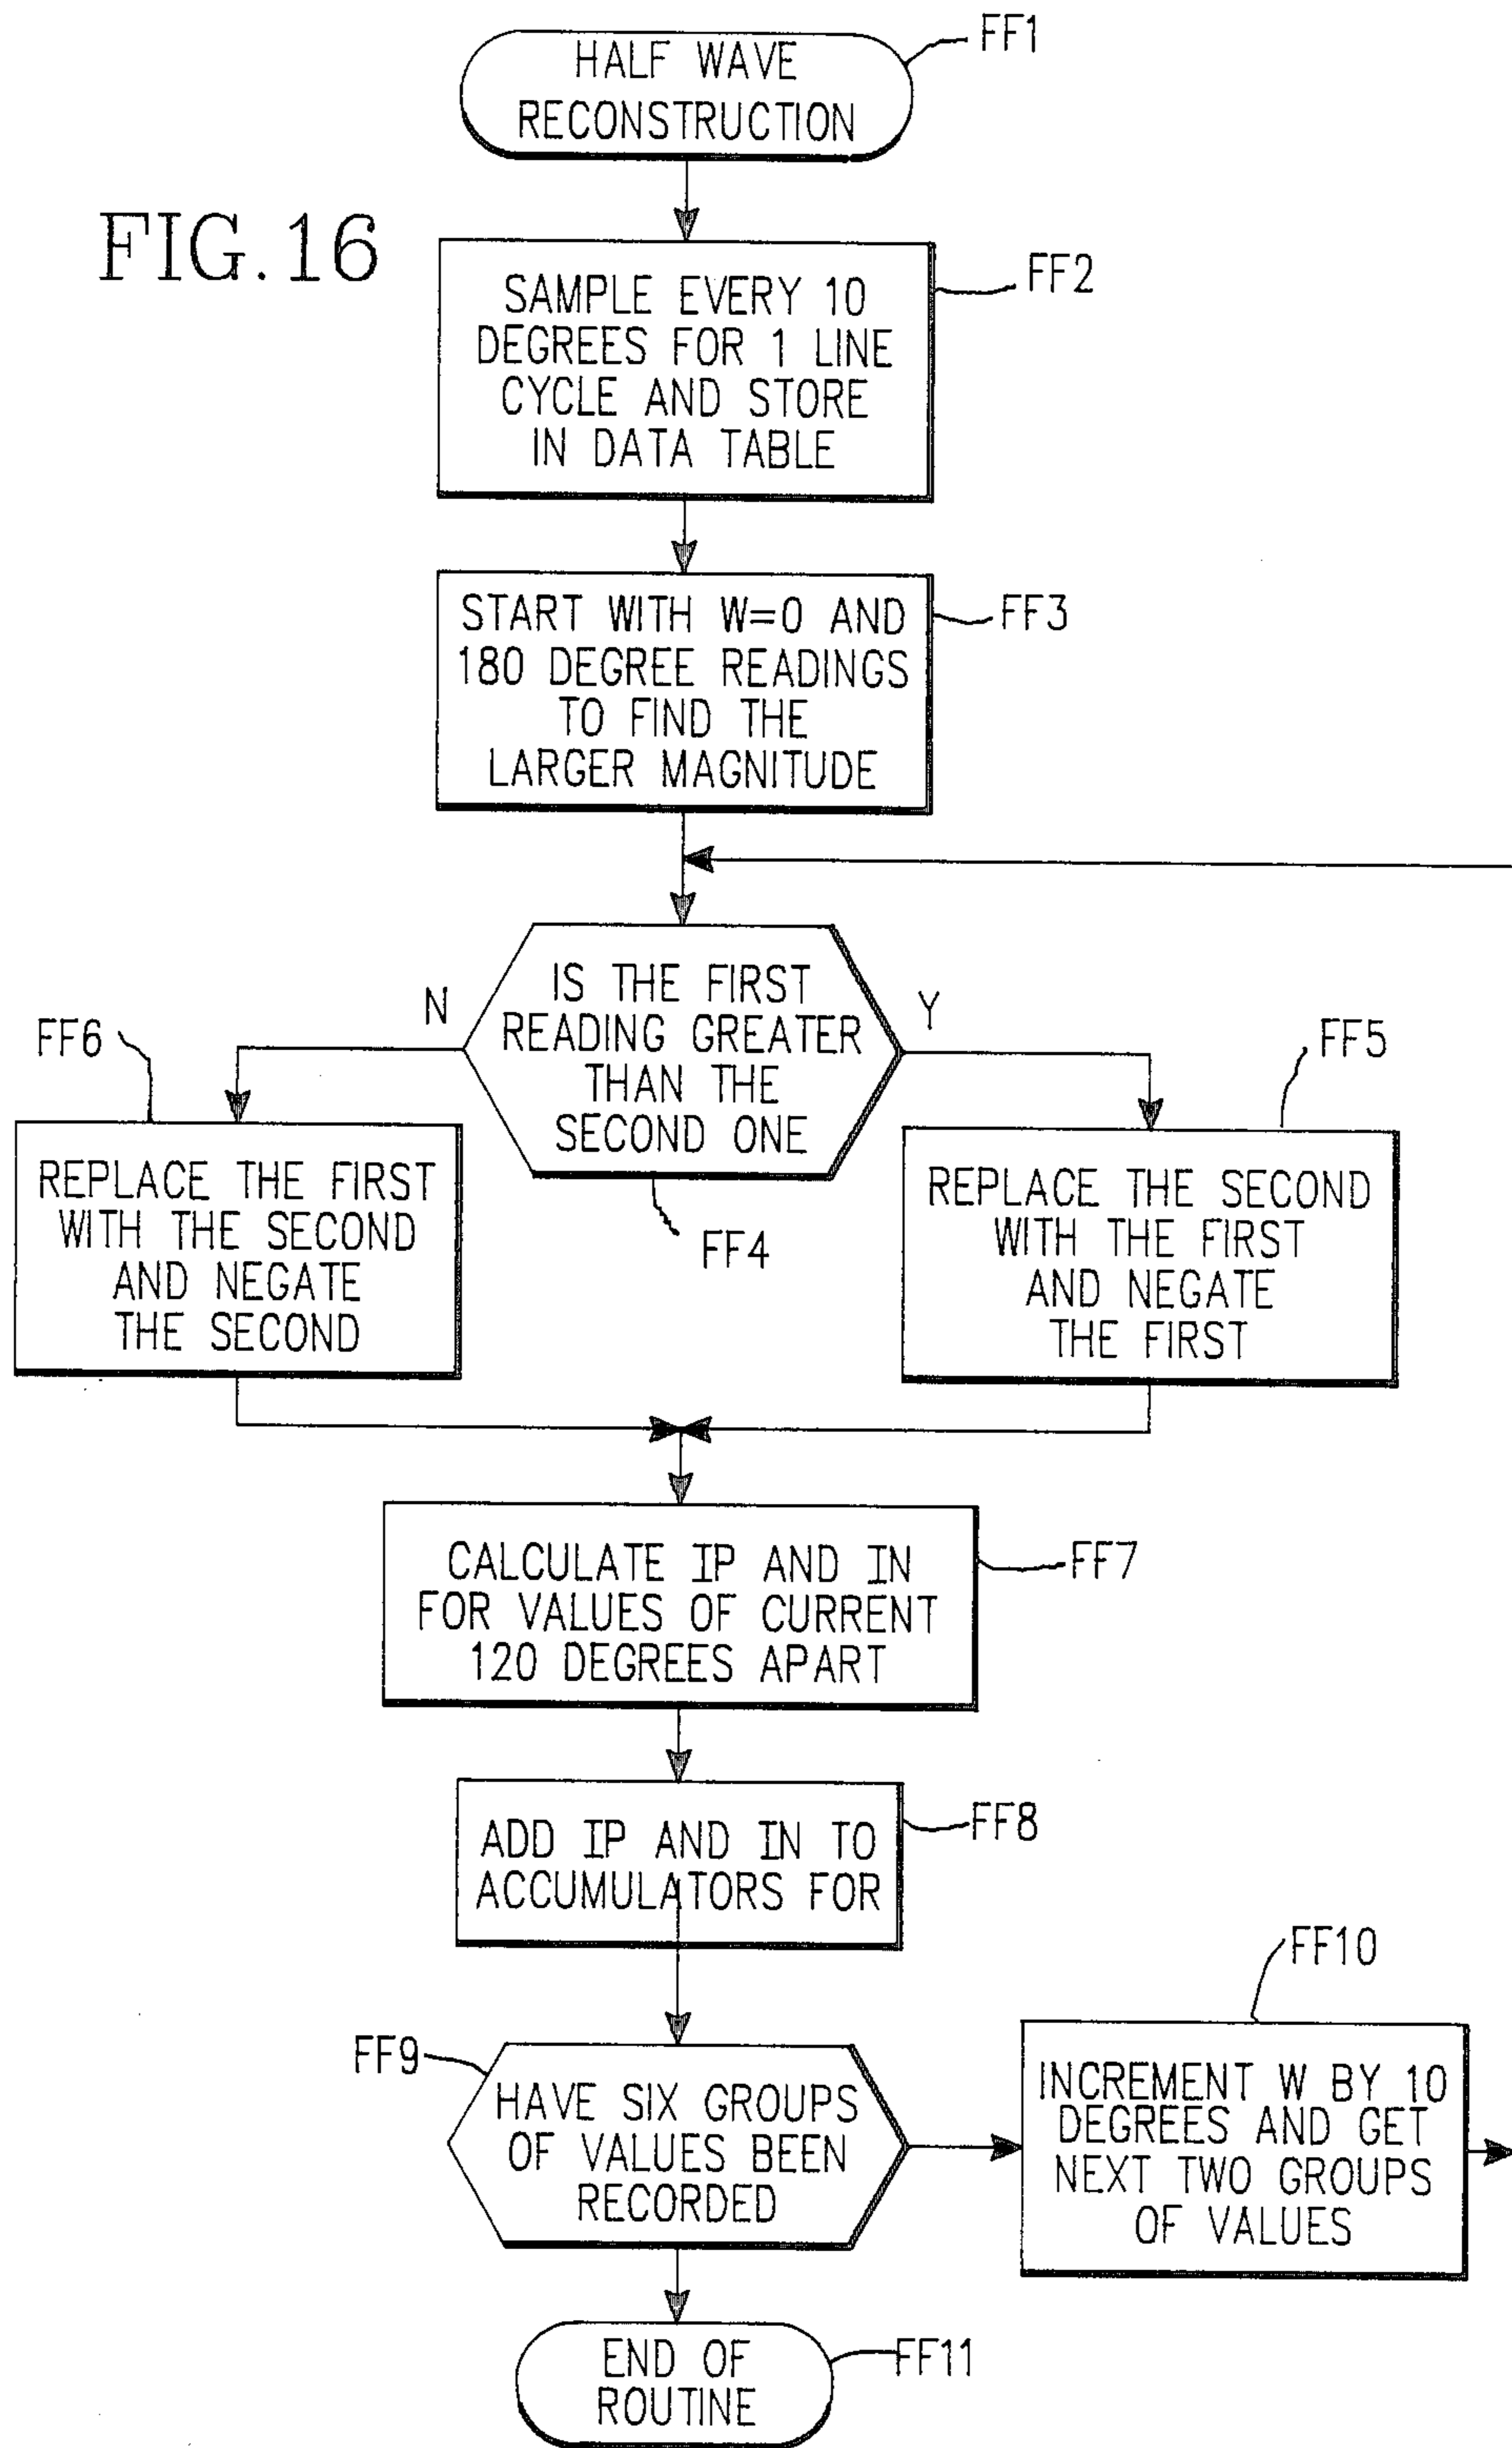 HALF WAVE
RECONSTRUCTION
FF1
FIG. 16
SAMPLE EVERY 10
DEGREES FOR 1 LINE
CYCLE AND STORE
IN DATA TABLE
FF2
START WITH W=0 AND
180 DEGREE READINGS
TO FIND THE
LARGER MAGNITUDE
FF3
IS THE FIRST
READING GREATER
THAN THE
SECOND ONE
N
Y
FF4
FF6
REPLACE THE FIRST
WITH THE SECOND
AND NEGATE
THE SECOND
FF5
REPLACE THE SECOND
WITH THE FIRST
AND NEGATE
THE FIRST
CALCULATE IP AND IN
FOR VALUES OF CURRENT
120 DEGREES APART
FF7
ADD IP AND IN TO
ACCUMULATORS FOR
FF8
FF9
HAVE SIX GROUPS
OF VALUES BEEN
RECORDED
FF10
INCREMENT W BY 10
DEGREES AND GET
NEXT TWO GROUPS
OF VALUES
END OF
ROUTINE
FF11